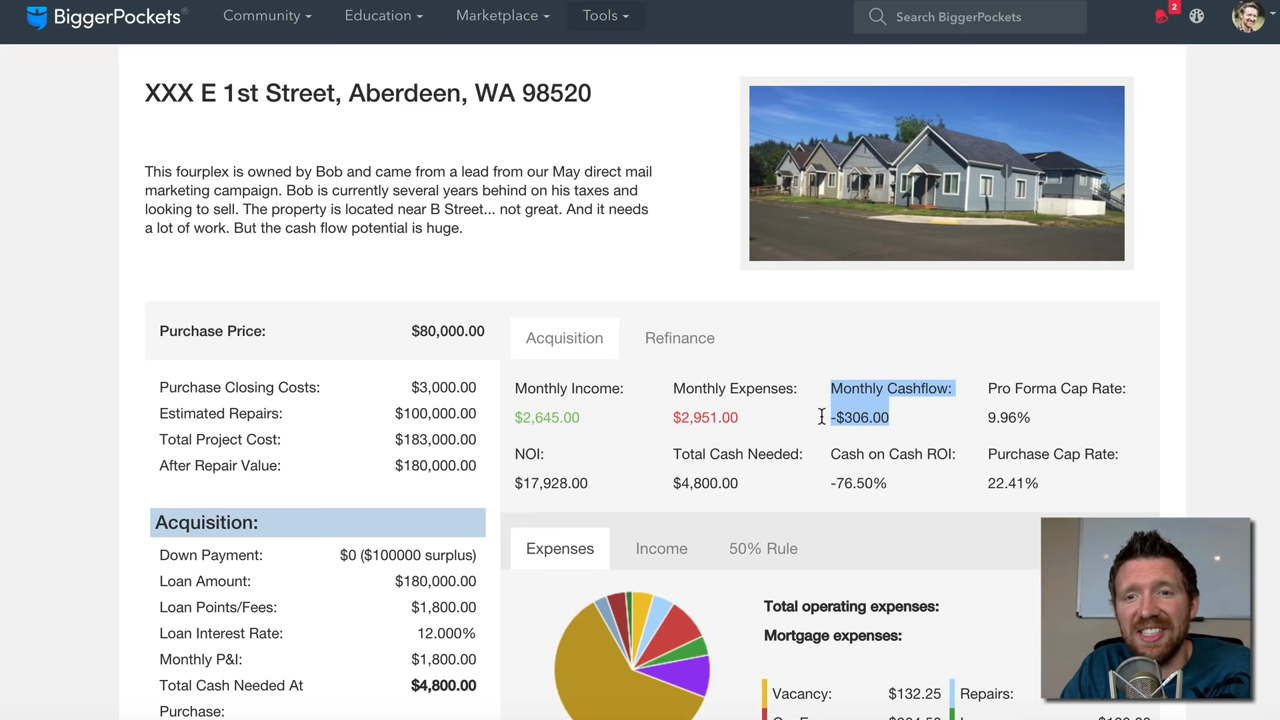 BiggerPockets®
Community
Education
Marketplace
Tools
Search BiggerPockets
2
XXX E 1st Street, Aberdeen, WA 98520
This fourplex is owned by Bob and came from a lead from our May direct mail
marketing campaign. Bob is currently several years behind on his taxes and
looking to sell. The property is located near B Street... not great. And it needs
a lot of work. But the cash flow potential is huge.
Purchase Price: $80,000.00
Purchase Closing Costs: $3,000.00
Estimated Repairs: $100,000.00
Total Project Cost: $183,000.00
After Repair Value: $180,000.00
Acquisition:
Down Payment: $0 ($100000 surplus)
Loan Amount: $180,000.00
Loan Points/Fees: $1,800.00
Loan Interest Rate: 12.000%
Monthly P&I: $1,800.00
Total Cash Needed At $4,800.00
Purchase:
Acquisition Refinance
Monthly Income: Monthly Expenses: Monthly Cashflow: Pro Forma Cap Rate:
$2,645.00 $2,951.00 -$306.00 9.96%
NOI: Total Cash Needed: Cash on Cash ROI: Purchase Cap Rate:
$17,928.00 $4,800.00 -76.50% 22.41%
Expenses Income 50% Rule
Total operating expenses:
Mortgage expenses:
Vacancy: $132.25 Repairs: